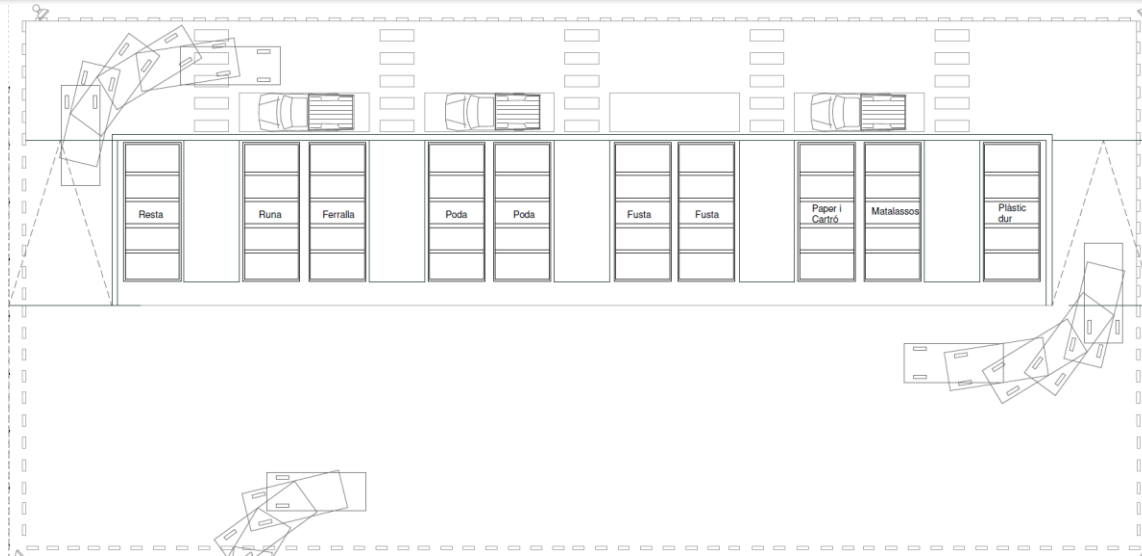 Resta
Runa
Ferralla
Poda
Poda
Fusta
Fusta
Paper i
Cartró
Matalassos
Plàstic
dur